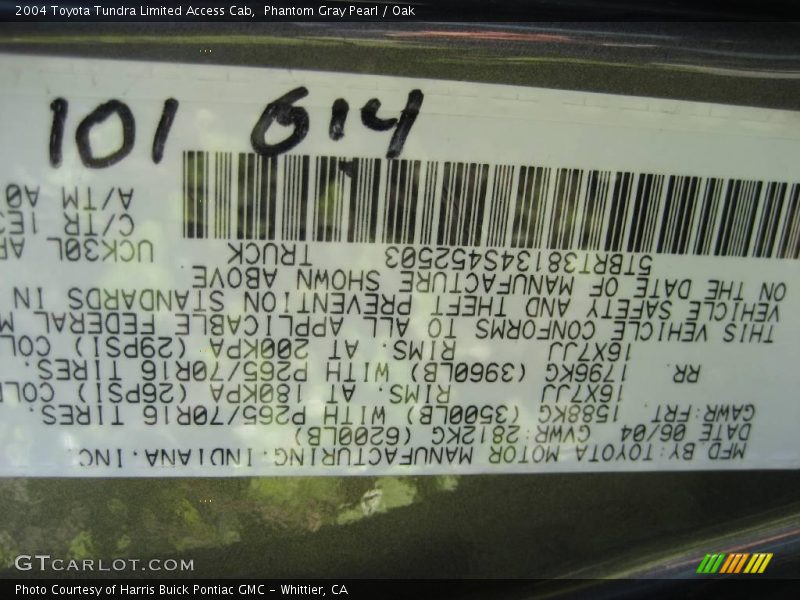 2004 Toyota Tundra Limited Access Cab,  Phantom Gray Pearl / Oak
101 614
MFD BY: TOYOTA MOTOR MANUFACTURING, INDIANA, INC.
DATE 06/04 GVWR: 2812KG (6200LB)
GAWR: FRT. 1588KG (3500LB) WITH P265/70R16 TIRES,
16X7JJ RIMS, AT 180KPA (26PSI)
RR. 1796KG (3960LB) WITH P265/70R16 TIRES,
16X7JJ RIMS, AT 200KPA (29PSI)
THIS VEHICLE CONFORMS TO ALL APPLICABLE FEDERAL
VEHICLE SAFETY AND THEFT PREVENTION STANDARDS IN
ON THE DATE OF MANUFACTURE SHOWN ABOVE.
5TBRT38134S452503 TRUCK
UCK30L
C/TR
A/TM
GTCARLOT.COM
Photo Courtesy of Harris Buick Pontiac GMC - Whittier, CA